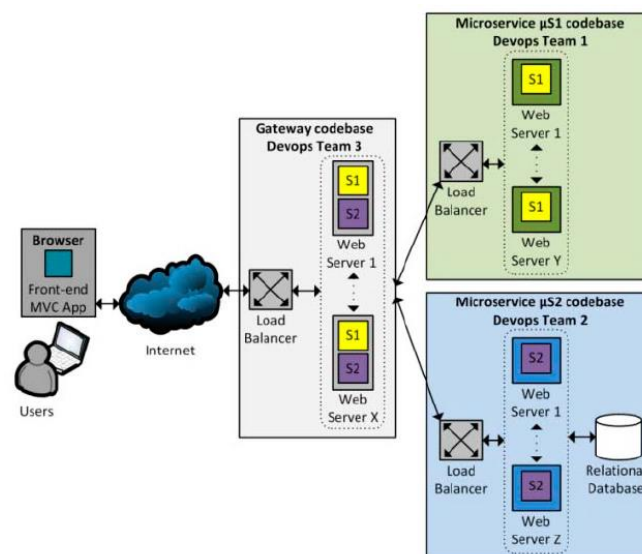 Microservice µS1 codebase
Devops Team 1
S1
Web
Server 1
Load
Balancer
S1
Web
Server Y
Gateway codebase
Devops Team 3
S1
S2
Web
Server 1
Load
Balancer
S1
S2
Web
Server X
Browser
Front-end
MVC App
Internet
Users
Microservice µS2 codebase
Devops Team 2
S2
Web
Server 1
Load
Balancer
S2
Web
Server Z
Relational
Database